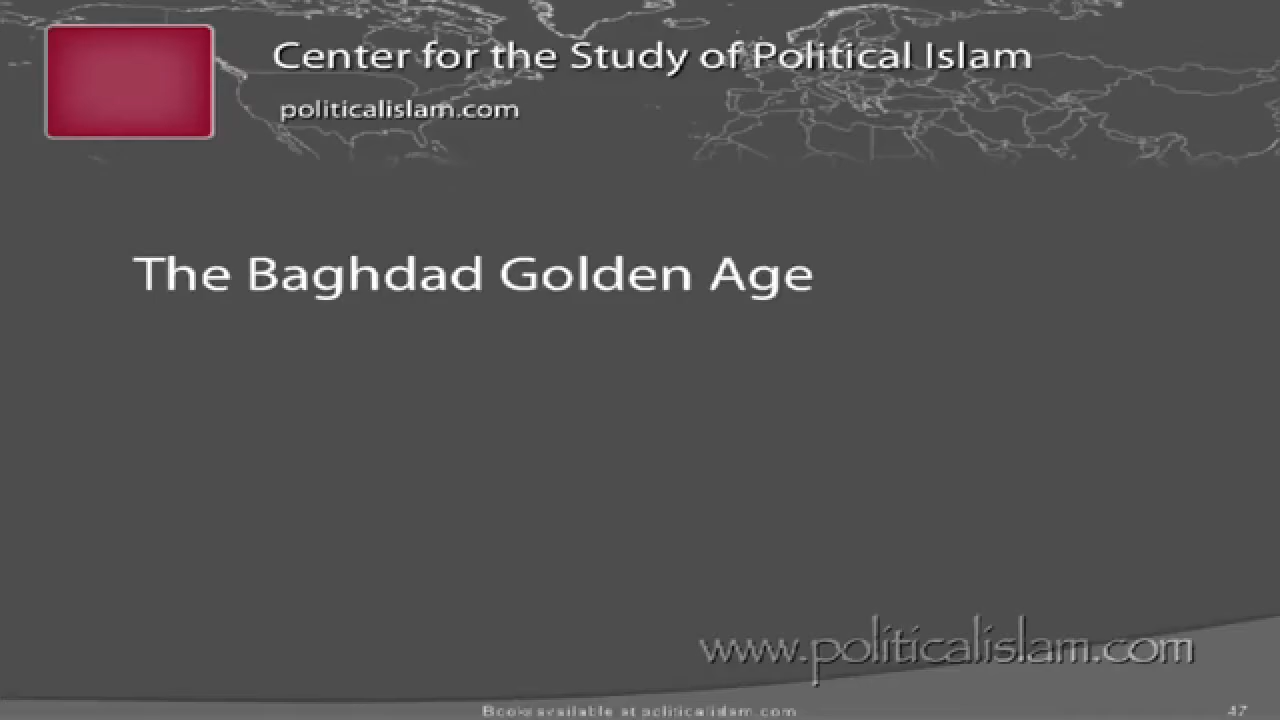 Center for the Study of Political Islam
politicalislam.com
The Baghdad Golden Age
www.politicalislam.com
Books available at politicalislam.com
47